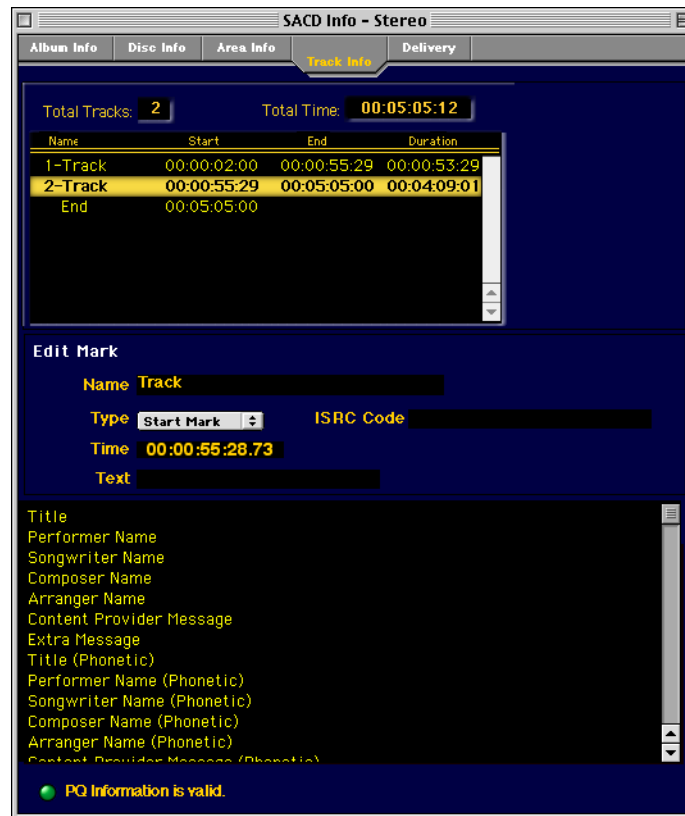 SACD Info - Stereo
Album Info Disc Info Area Info Track Info Delivery
Total Tracks: 2 Total Time: 00:05:05:12
Name Start End Duration
1-Track 00:00:02:00 00:00:55:29 00:00:53:29
2-Track 00:00:55:29 00:05:05:00 00:04:09:01
End 00:05:05:00
Edit Mark
Name Track
Type Start Mark ISRC Code
Time 00:00:55:28.73
Text
Title
Performer Name
Songwriter Name
Composer Name
Arranger Name
Content Provider Message
Extra Message
Title (Phonetic)
Performer Name (Phonetic)
Songwriter Name (Phonetic)
Composer Name (Phonetic)
Arranger Name (Phonetic)
Content Provider Message (Phonetic)
PQ Information is valid.